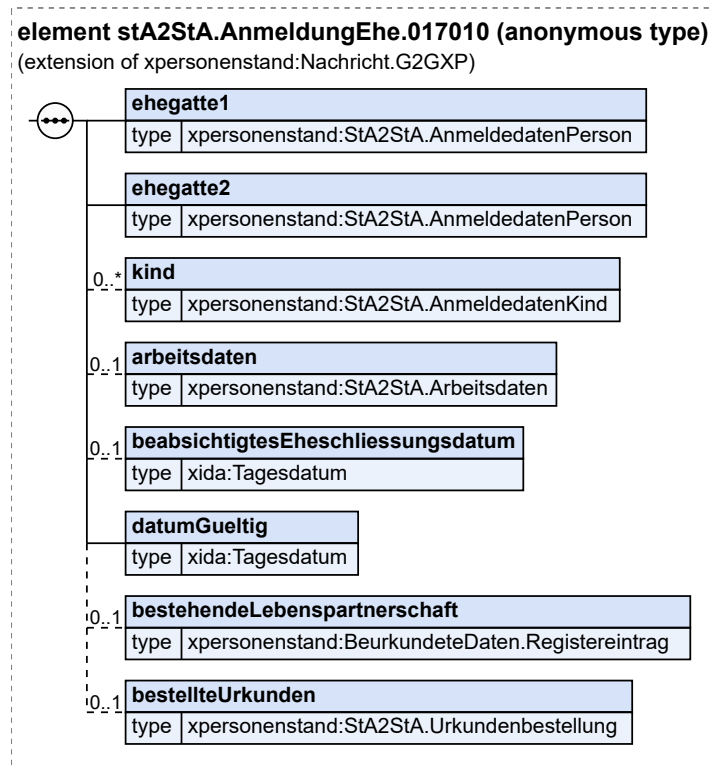 element stA2StA.AnmeldungEhe.017010 (anonymous type)
(extension of xpersonenstand:Nachricht.G2GXP)
ehegatte1
type xpersonenstand:StA2StA.AnmeldedatenPerson
ehegatte2
type xpersonenstand:StA2StA.AnmeldedatenPerson
0..* kind
type xpersonenstand:StA2StA.AnmeldedatenKind
0..1 arbeitsdaten
type xpersonenstand:StA2StA.Arbeitsdaten
0..1 beabsichtigtesEheschliessungsdatum
type xida:Tagesdatum
datumGueltig
type xida:Tagesdatum
0..1 bestehendeLebenspartnerschaft
type xpersonenstand:BeurkundeteDaten.Registereintrag
0..1 bestellteUrkunden
type xpersonenstand:StA2StA.Urkundenbestellung